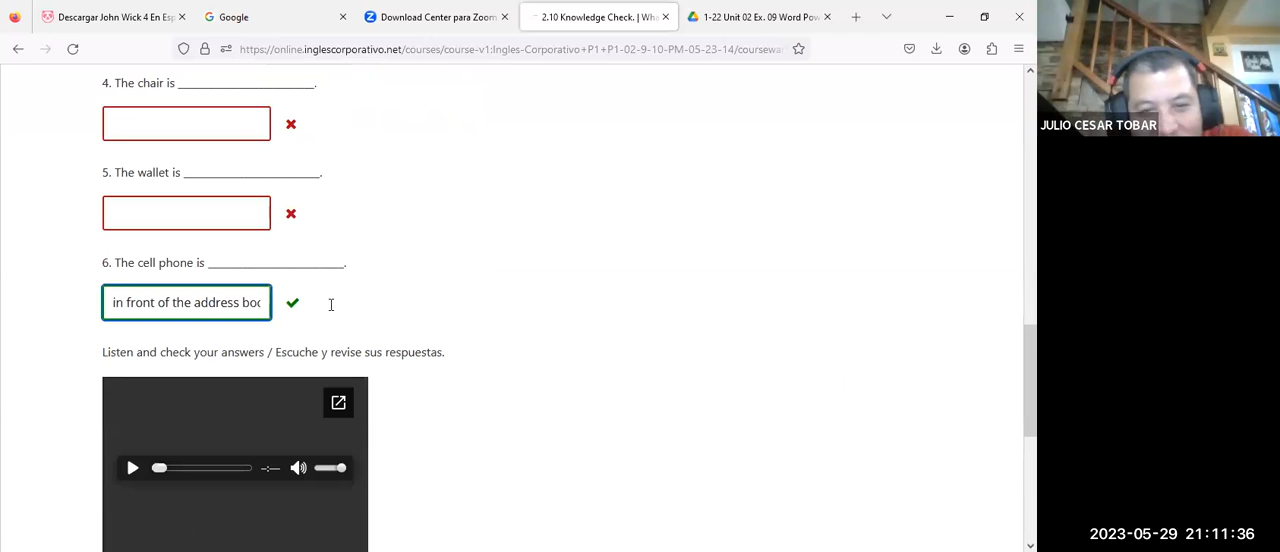 Descargar John Wick 4 En Esp
Google
Download Center para Zoom
2.10 Knowledge Check. | Wha
1-22 Unit 02 Ex. 09 Word Pow
https://online.inglescorporativo.net/courses/course-v1:Ingles-Corporativo+P1+P1-02-9-10-PM-05-23-14/coursewar
4. The chair is ______________________.
5. The wallet is ______________________.
6. The cell phone is ______________________.
in front of the address boo
Listen and check your answers / Escuche y revise sus respuestas.
-:--
JULIO CESAR TOBAR
2023-05-29 21:11:36